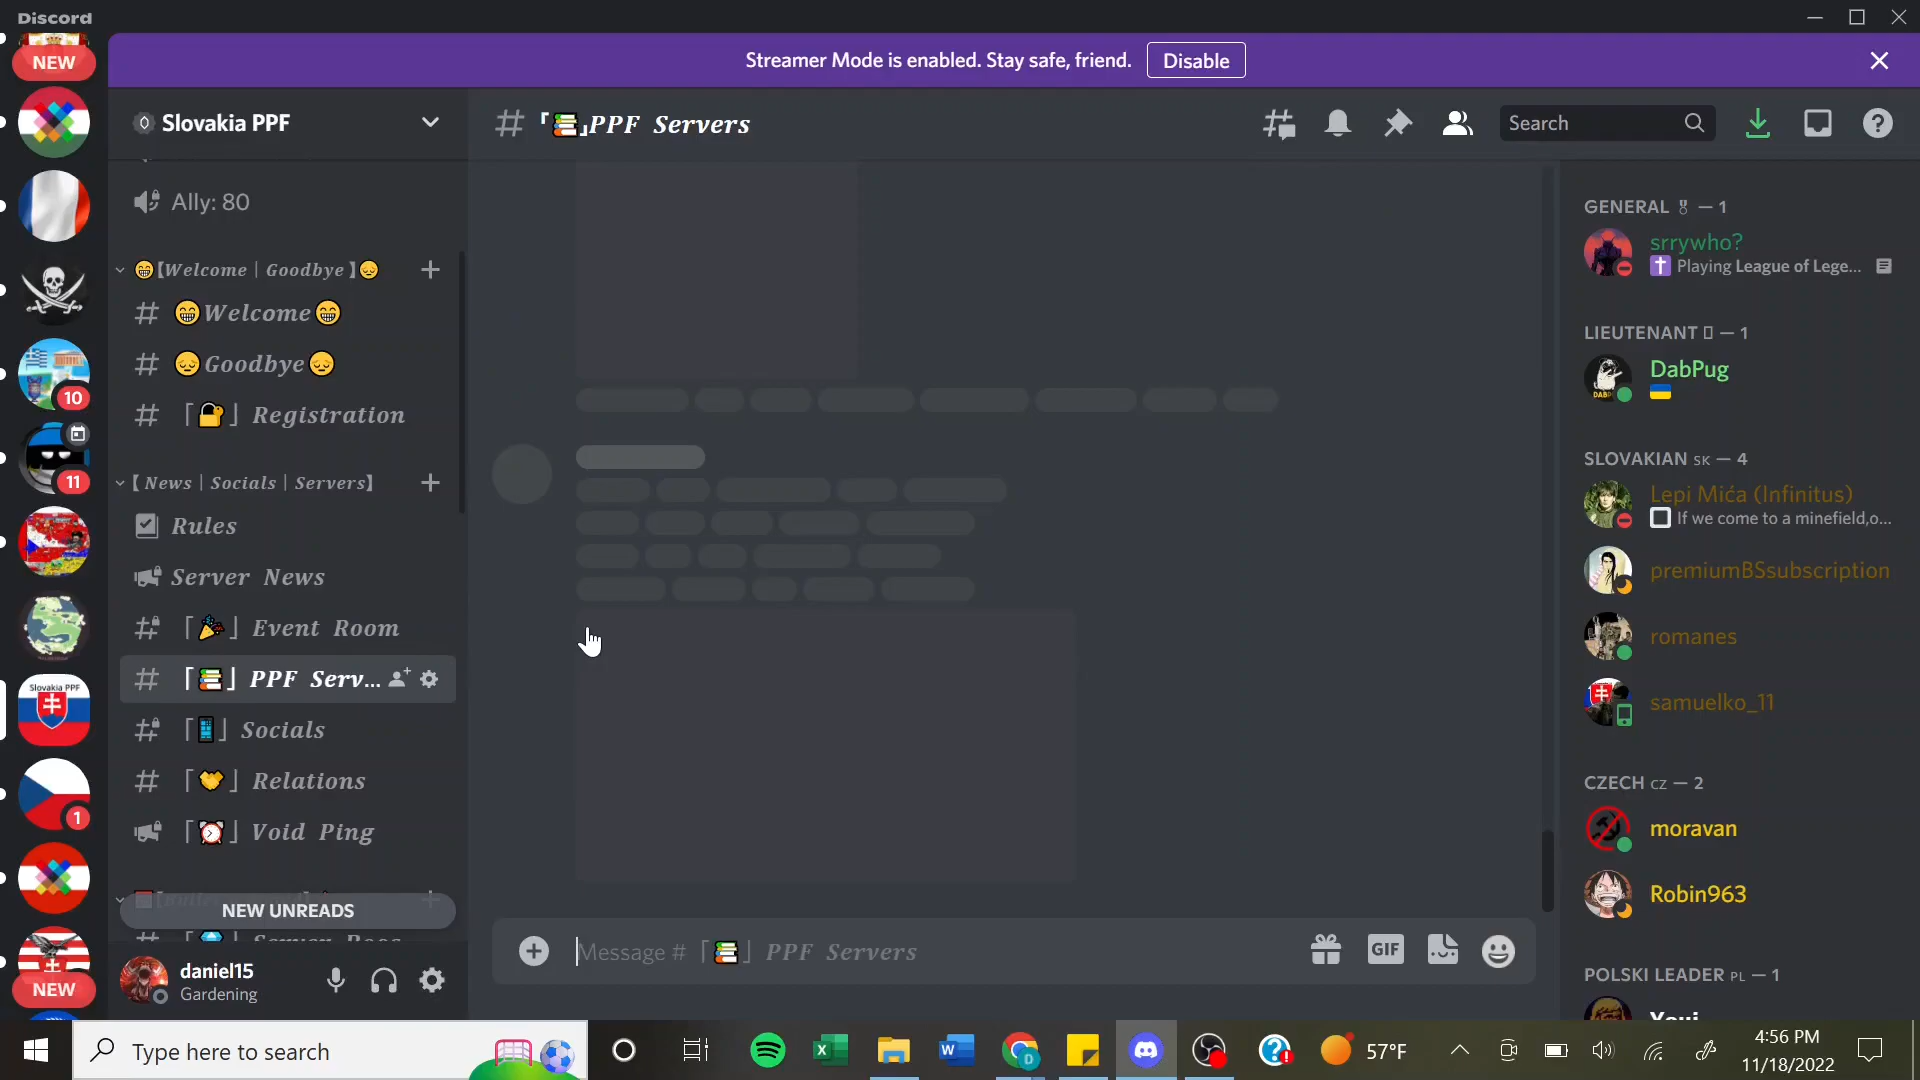 Discord
NEW
Streamer Mode is enabled. Stay safe, friend.
Disable
Slovakia PPF
「📚」PPF Servers
Search
Ally: 80
😁【Welcome | Goodbye】😔
😁Welcome😁
😔Goodbye😔
「🔐」 Registration
【 News | Socials | Servers】
Rules
Server News
「🎉」 Event Room
「📚」 PPF Serv...
「📱」 Socials
「🤝」 Relations
「⏰」 Void Ping
NEW UNREADS
10
11
Slovakia PPF
1
NEW
daniel15
Gardening
Message # 「📚」 PPF Servers
GIF
GENERAL 🎖 — 1
srrywho?
Playing League of Lege...
LIEUTENANT — 1
DabPug
SLOVAKIAN SK — 4
Lepi Mića (Infinitus)
If we come to a minefield,o...
premiumBSsubscription
romanes
samuelko_11
CZECH CZ — 2
moravan
Robin963
POLSKI LEADER PL — 1
Type here to search
57°F
4:56 PM
11/18/2022